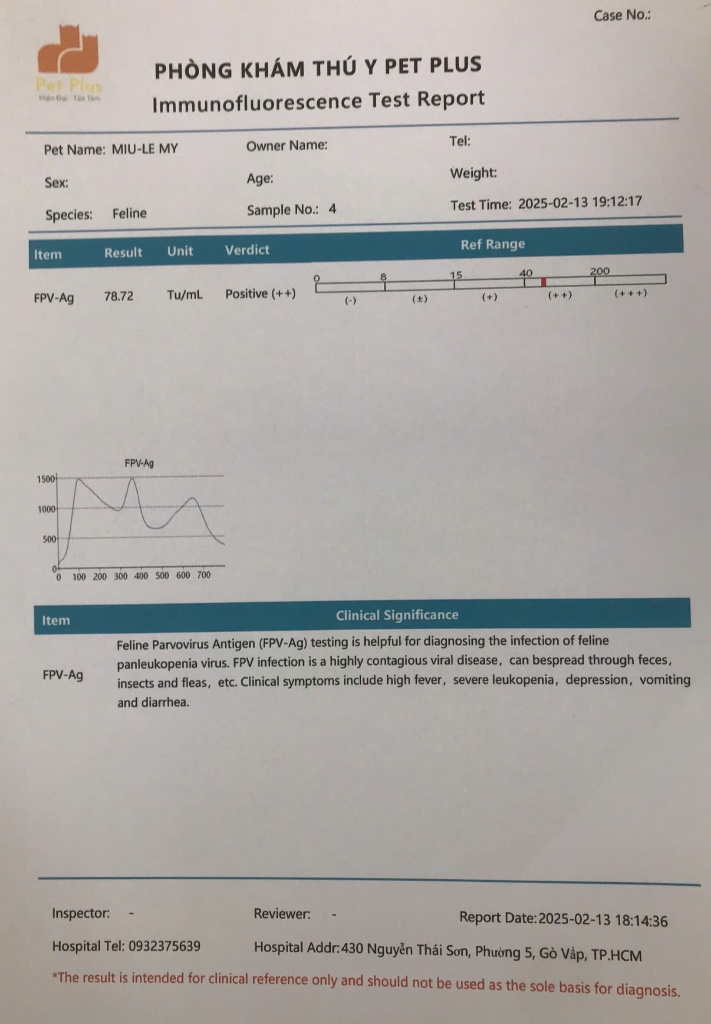 Case No.:
Pet Plus
Hiện Đại - Tận Tâm
PHÒNG KHÁM THÚ Y PET PLUS
Immunofluorescence Test Report
Pet Name: MIU-LE MY Owner Name: Tel:
Sex: Age: Weight:
Species: Feline Sample No.: 4 Test Time: 2025-02-13 19:12:17
Item Result Unit Verdict Ref Range
0 8 15 40 200
FPV-Ag 78.72 Tu/mL Positive (++)
(-) (±) (+) (++) (+++)
FPV-Ag
1500
1000
500
0
0 100 200 300 400 500 600 700
Item Clinical Significance
FPV-Ag
Feline Parvovirus Antigen (FPV-Ag) testing is helpful for diagnosing the infection of feline
panleukopenia virus. FPV infection is a highly contagious viral disease, can bespread through feces,
insects and fleas, etc. Clinical symptoms include high fever, severe leukopenia, depression, vomiting
and diarrhea.
Inspector: - Reviewer: - Report Date:2025-02-13 18:14:36
Hospital Tel: 0932375639 Hospital Addr:430 Nguyễn Thái Sơn, Phường 5, Gò Vấp, TP.HCM
*The result is intended for clinical reference only and should not be used as the sole basis for diagnosis.